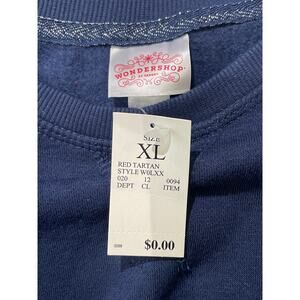 WONDERSHOP
AT TARGET
Size
XL
RED TARTAN
STYLE W0LXX
020 12 0094
DEPT CL ITEM
$0.00